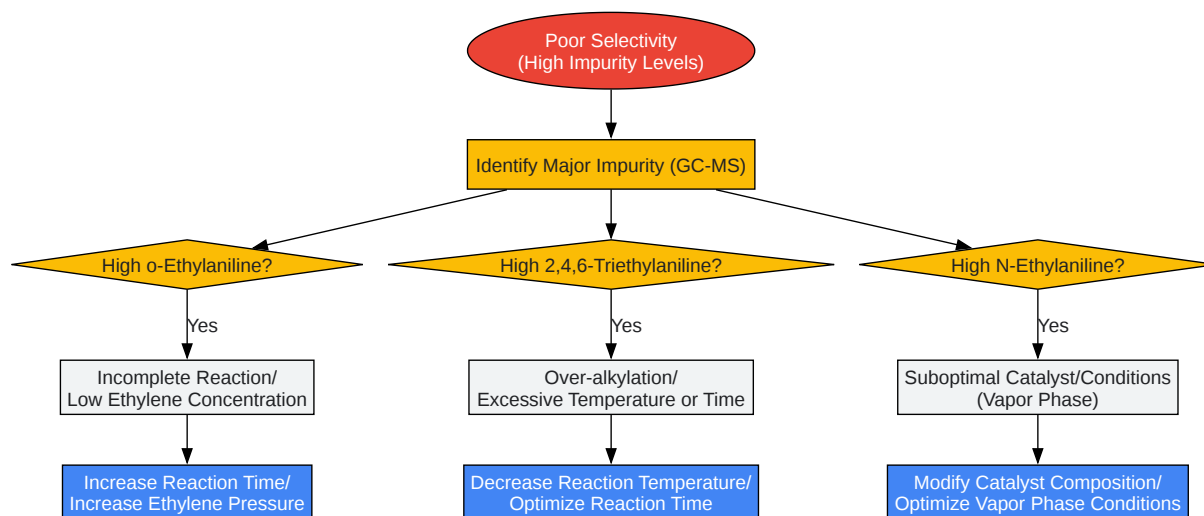 Poor Selectivity
(High Impurity Levels)
Identify Major Impurity (GC-MS)
High o-Ethylaniline?
High 2,4,6-Triethylaniline?
High N-Ethylaniline?
Yes
Yes
Yes
Incomplete Reaction/
Low Ethylene Concentration
Over-alkylation/
Excessive Temperature or Time
Suboptimal Catalyst/Conditions
(Vapor Phase)
Increase Reaction Time/
Increase Ethylene Pressure
Decrease Reaction Temperature/
Optimize Reaction Time
Modify Catalyst Composition/
Optimize Vapor Phase Conditions